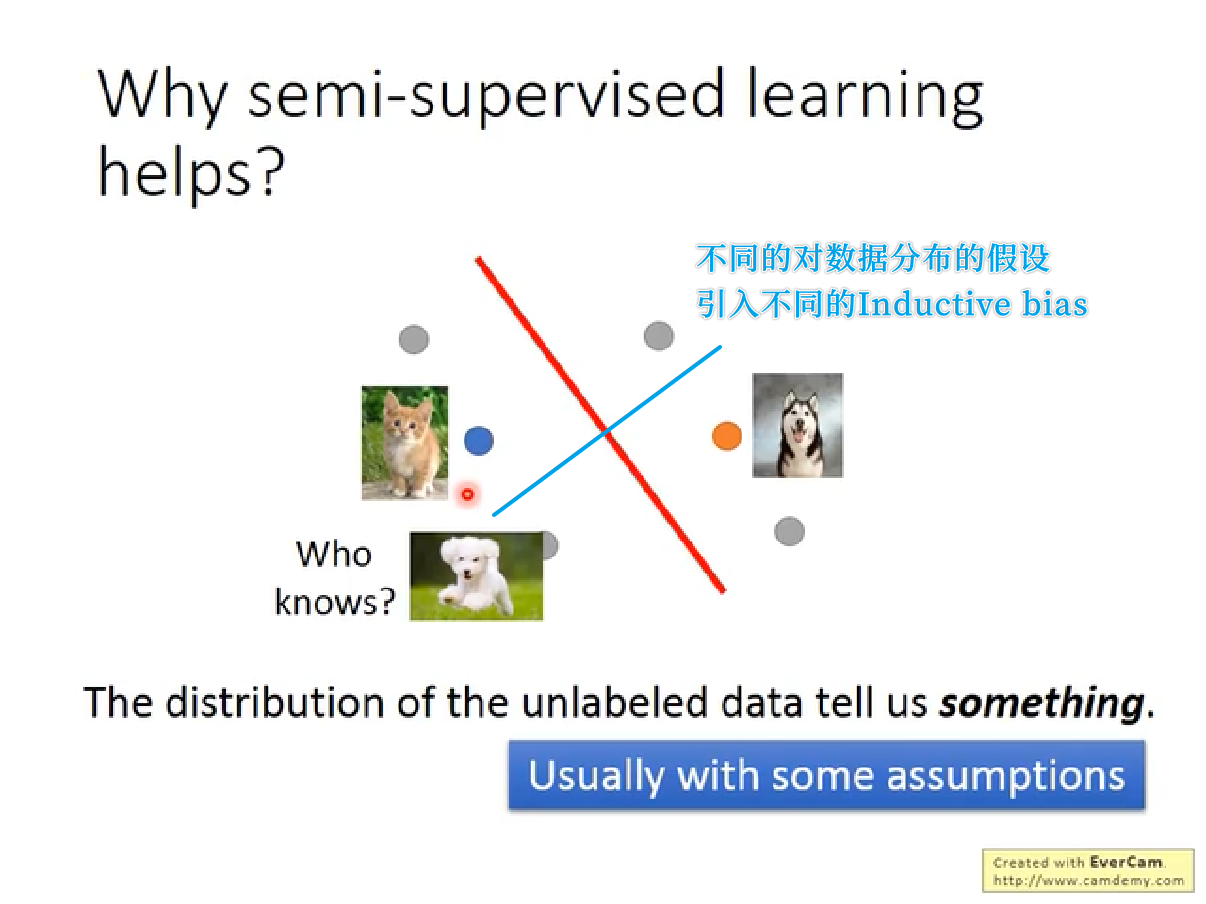 Why semi-supervised learning
helps?
不同的对数据分布的假设
引入不同的Inductive bias
Who
knows?
The distribution of the unlabeled data tell us something.
Usually with some assumptions
Created with EverCam.
http://www.camdemy.com